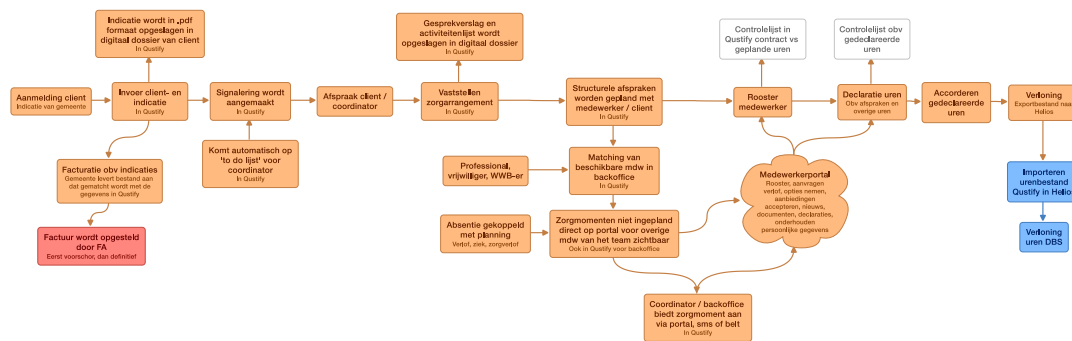 Indicatie wordt in .pdf
formaat opgeslagen in
digitaal dossier van client
In Qustify
Gesprekverslag en
activiteitenlijst wordt
opgeslagen in digitaal dossier
In Qustify
Controlelijst in
Qustify contract vs
geplande uren
Controlelijst obv
gedeclareerde
uren
Aanmelding client
Indicatie van gemeente
Invoer client- en
indicatie
In Qustify
Signalering wordt
aangemaakt
In Qustify
Afspraak client /
coordinator
Vaststellen
zorgarrangement
In Qustify
Structurele afspraken
worden gepland met
medewerker / client
In Qustify
Rooster
medewerker
Declaratie uren
Obv afspraken en
overige uren
Accorderen
gedeclareerde
uren
Verloning
Exportbestand naar
Helios
Komt automatisch op
'to do lijst' voor
coordinator
In Qustify
Facturatie obv indicaties
Gemeente levert bestand aan
dat gematcht wordt met de
gegevens in Qustify
Professional,
vrijwilliger, WWB-er
Matching van
beschikbare mdw in
backoffice
In Qustify
Medewerkerportal
Rooster, aanvragen
verlof, opties nemen,
aanbiedingen
accepteren, nieuws,
documenten, declaraties,
onderhouden
persoonlijke gegevens
Importeren
urenbestand
Qustify in Helios
Factuur wordt opgesteld
door FA
Eerst voorschor, dan definitief
Absentie gekoppeld
met planning
Verlof, ziek, zorgverlof
Zorgmomenten niet ingepland
direct op portal voor overige
mdw van het team zichtbaar
Ook in Qustify voor backoffice
Verloning
uren DBS
Coordinator / backoffice
biedt zorgmoment aan
via portal, sms of belt
In Qustify